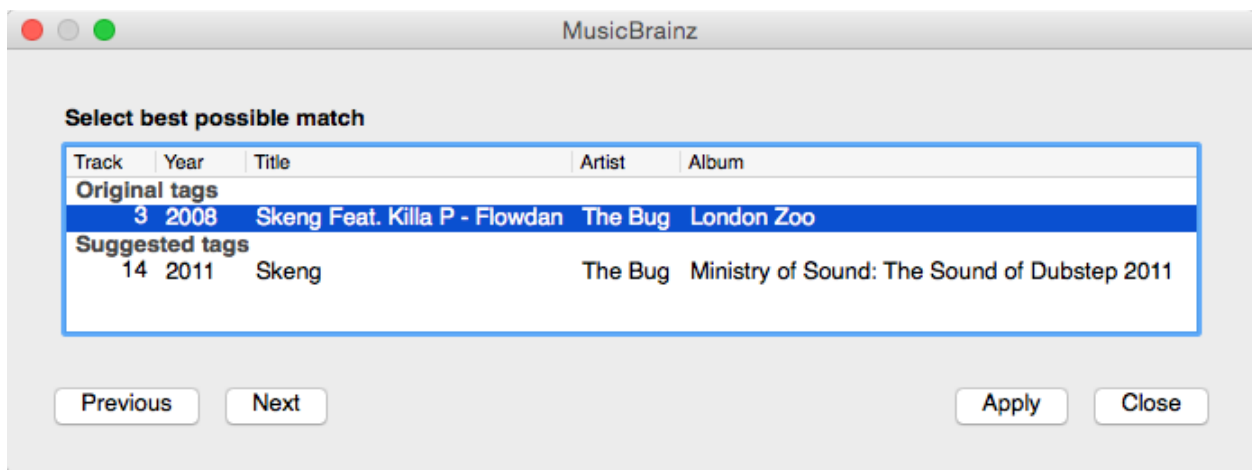 MusicBrainz
Select best possible match
Track Year Title Artist Album
Original tags
3 2008 Skeng Feat. Killa P - Flowdan The Bug London Zoo
Suggested tags
14 2011 Skeng The Bug Ministry of Sound: The Sound of Dubstep 2011
Previous Next Apply Close